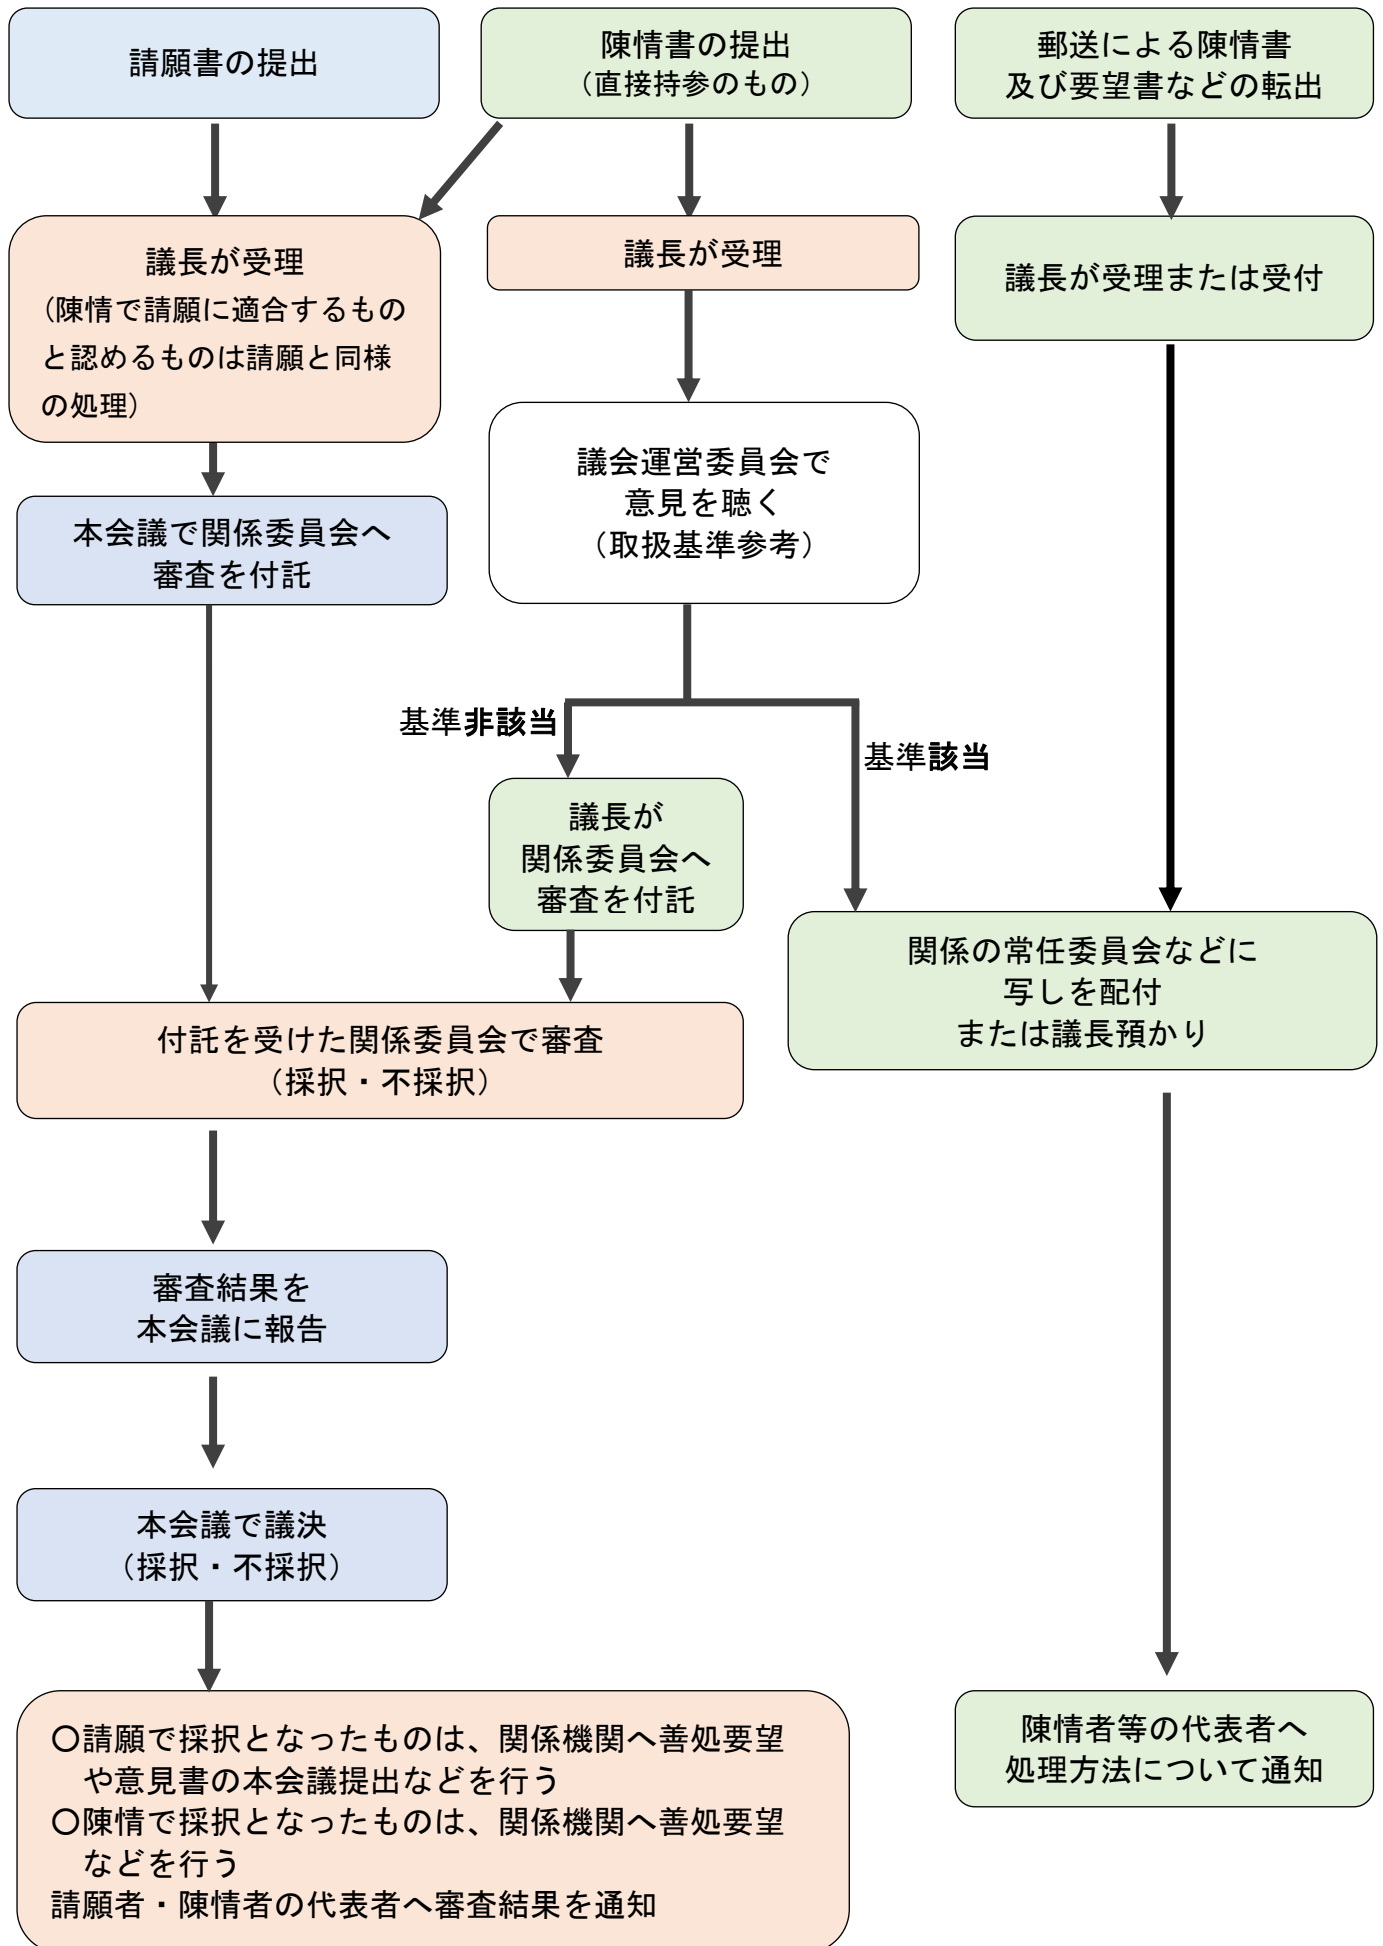 請願書の提出
陳情書の提出
（直接持参のもの）
郵送による陳情書
及び要望書などの転出
議長が受理
（陳情で請願に適合するもの
と認めるものは請願と同様
の処理）
議長が受理
議長が受理または受付
本会議で関係委員会へ
審査を付託
議会運営委員会で
意見を聴く
（取扱基準参考）
基準非該当
基準該当
議長が
関係委員会へ
審査を付託
関係の常任委員会などに
写しを配付
または議長預かり
付託を受けた関係委員会で審査
（採択・不採択）
審査結果を
本会議に報告
本会議で議決
（採択・不採択）
〇請願で採択となったものは、関係機関へ善処要望
や意見書の本会議提出などを行う
〇陳情で採択となったものは、関係機関へ善処要望
などを行う
請願者・陳情者の代表者へ審査結果を通知
陳情者等の代表者へ
処理方法について通知